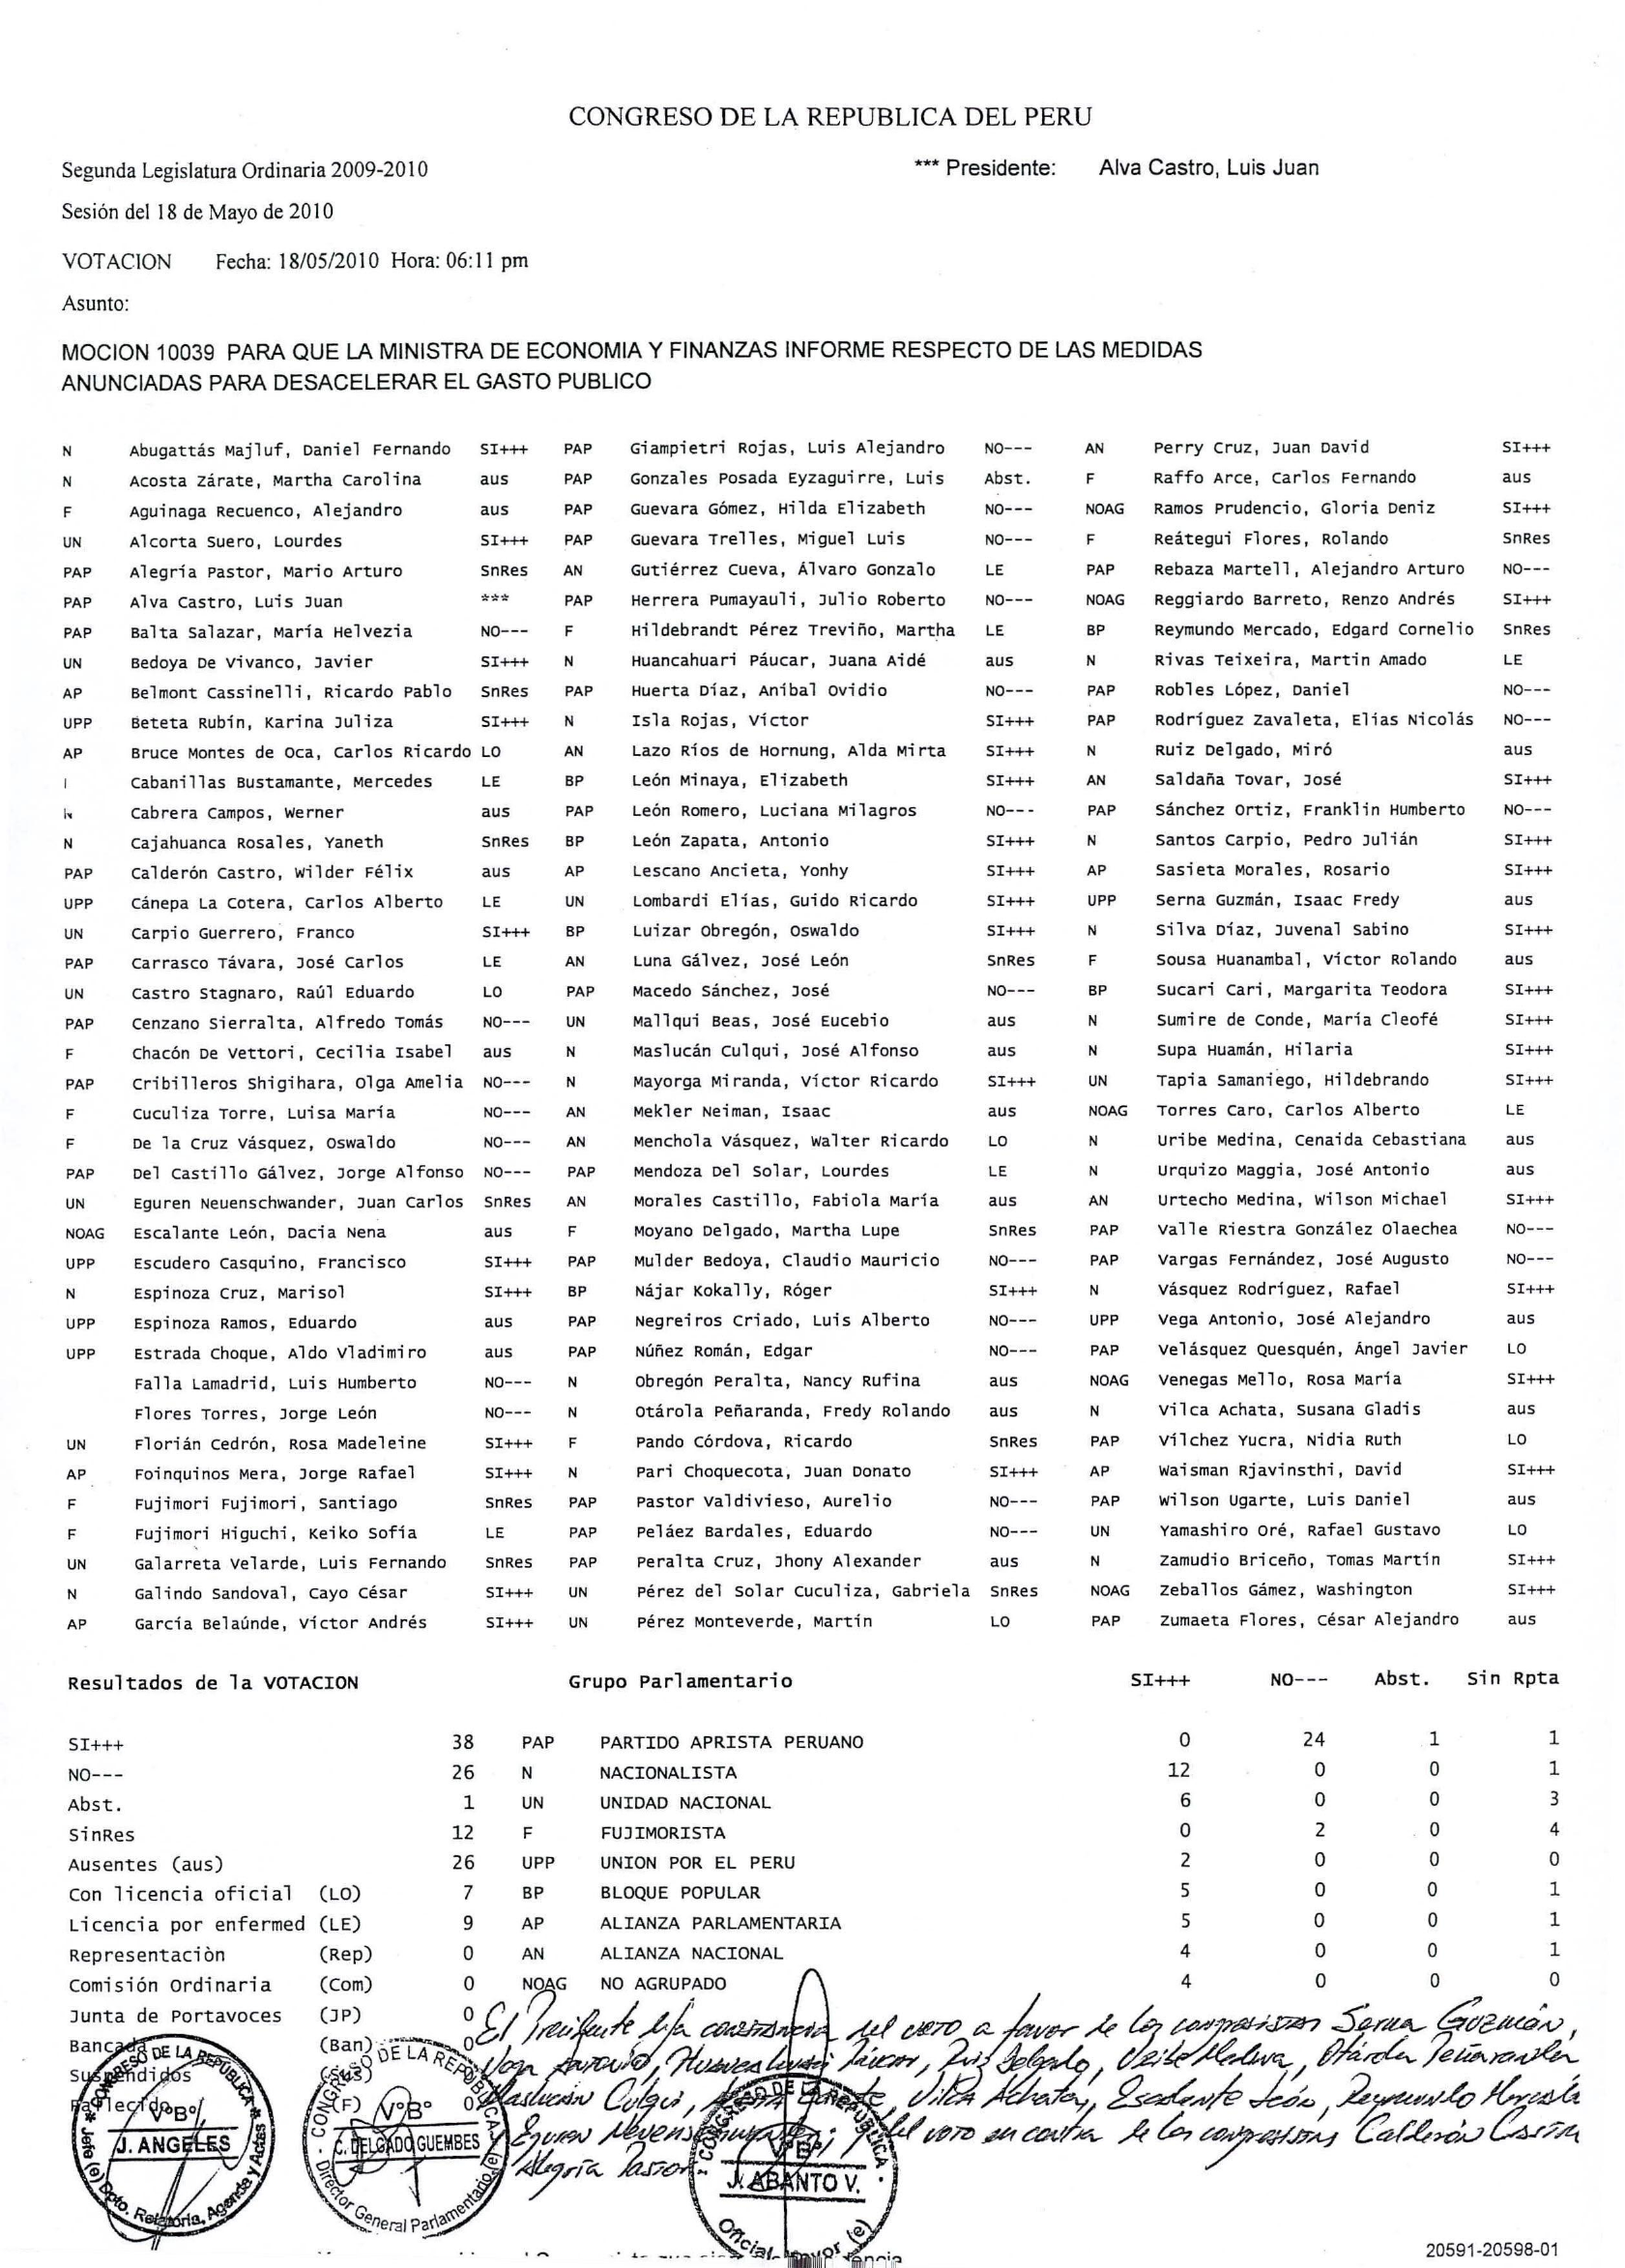 CONGRESO DE LA REPUBLICA DEL PERU
Segunda Legislatura Ordinaria 2009-2010 *** Presidente: Alva Castro, Luis Juan
Sesión del 18 de Mayo de 2010
VOTACION Fecha: 18/05/2010 Hora: 06:11 pm
Asunto:
MOCION 10039 PARA QUE LA MINISTRA DE ECONOMIA Y FINANZAS INFORME RESPECTO DE LAS MEDIDAS
ANUNCIADAS PARA DESACELERAR EL GASTO PUBLICO
N Abugattás Majluf, Daniel Fernando SI+++ PAP Giampietri Rojas, Luis Alejandro NO--- AN Perry Cruz, Juan David SI+++
N Acosta Zárate, Martha Carolina aus PAP Gonzales Posada Eyzaguirre, Luis Abst. F Raffo Arce, Carlos Fernando aus
F Aguinaga Recuenco, Alejandro aus PAP Guevara Gómez, Hilda Elizabeth NO--- NOAG Ramos Prudencio, Gloria Deniz SI+++
UN Alcorta Suero, Lourdes SI+++ PAP Guevara Trelles, Miguel Luis NO--- F Reátegui Flores, Rolando SnRes
PAP Alegría Pastor, Mario Arturo SnRes AN Gutiérrez Cueva, Álvaro Gonzalo LE PAP Rebaza Martell, Alejandro Arturo NO---
PAP Alva Castro, Luis Juan *** PAP Herrera Pumayauli, Julio Roberto NO--- NOAG Reggiardo Barreto, Renzo Andrés SI+++
PAP Balta Salazar, María Helvezia NO--- F Hildebrandt Pérez Treviño, Martha LE BP Reymundo Mercado, Edgard Cornelio SnRes
UN Bedoya De Vivanco, Javier SI+++ N Huancahuari Páucar, Juana Aidé aus N Rivas Teixeira, Martin Amado LE
AP Belmont Cassinelli, Ricardo Pablo SnRes PAP Huerta Díaz, Aníbal Ovidio NO--- PAP Robles López, Daniel NO---
UPP Beteta Rubín, Karina Juliza SI+++ N Isla Rojas, Víctor SI+++ PAP Rodríguez Zavaleta, Elias Nicolás NO---
AP Bruce Montes de Oca, Carlos Ricardo LO AN Lazo Ríos de Hornung, Alda Mirta SI+++ N Ruiz Delgado, Miró aus
Cabanillas Bustamante, Mercedes LE BP León Minaya, Elizabeth SI+++ AN Saldaña Tovar, José SI+++
Cabrera Campos, Werner aus PAP León Romero, Luciana Milagros NO--- PAP Sánchez Ortiz, Franklin Humberto NO---
N Cajahuanca Rosales, Yaneth SnRes BP León Zapata, Antonio SI+++ N Santos Carpio, Pedro Julián SI+++
PAP Calderón Castro, Wilder Félix aus AP Lescano Ancieta, Yonhy SI+++ AP Sasieta Morales, Rosario SI+++
UPP Cánepa La Cotera, Carlos Alberto LE UN Lombardi Elías, Guido Ricardo SI+++ UPP Serna Guzmán, Isaac Fredy aus
UN Carpio Guerrero, Franco SI+++ BP Luizar Obregón, Oswaldo SI+++ N Silva Díaz, Juvenal Sabino SI+++
PAP Carrasco Távara, José Carlos LE AN Luna Gálvez, José León SnRes F Sousa Huanambal, Víctor Rolando aus
UN Castro Stagnaro, Raúl Eduardo LO PAP Macedo Sánchez, José NO--- BP Sucari Cari, Margarita Teodora SI+++
PAP Cenzano Sierralta, Alfredo Tomás NO--- UN Mallqui Beas, José Eucebio aus N Sumire de Conde, María Cleofé SI+++
F Chacón De Vettori, Cecilia Isabel aus N Maslucán Culqui, José Alfonso aus N Supa Huamán, Hilaria SI+++
PAP Cribilleros Shigihara, Olga Amelia NO--- N Mayorga Miranda, Víctor Ricardo SI+++ UN Tapia Samaniego, Hildebrando SI+++
F Cuculiza Torre, Luisa María NO--- AN Mekler Neiman, Isaac aus NOAG Torres Caro, Carlos Alberto LE
F De la Cruz Vásquez, Oswaldo NO--- AN Menchola Vásquez, Walter Ricardo LO N Uribe Medina, Cenaida Cebastiana aus
PAP Del Castillo Gálvez, Jorge Alfonso NO--- PAP Mendoza Del Solar, Lourdes LE N Urquizo Maggia, José Antonio aus
UN Eguren Neuenschwander, Juan Carlos SnRes AN Morales Castillo, Fabiola María aus AN Urtecho Medina, Wilson Michael SI+++
NOAG Escalante León, Dacia Nena aus F Moyano Delgado, Martha Lupe SnRes PAP Valle Riestra González Olaechea NO---
UPP Escudero Casquino, Francisco SI+++ PAP Mulder Bedoya, Claudio Mauricio NO--- PAP Vargas Fernández, José Augusto NO---
N Espinoza Cruz, Marisol SI+++ BP Nájar Kokally, Róger SI+++ N Vásquez Rodríguez, Rafael SI+++
UPP Espinoza Ramos, Eduardo aus PAP Negreiros Criado, Luis Alberto NO--- UPP Vega Antonio, José Alejandro aus
UPP Estrada Choque, Aldo Vladimiro aus PAP Núñez Román, Edgar NO--- PAP Velásquez Quesquén, Ángel Javier LO
Falla Lamadrid, Luis Humberto NO--- N Obregón Peralta, Nancy Rufina aus NOAG Venegas Mello, Rosa María SI+++
Flores Torres, Jorge León NO--- N Otárola Peñaranda, Fredy Rolando aus N Vilca Achata, Susana Gladis aus
UN Florián Cedrón, Rosa Madeleine SI+++ F Pando Córdova, Ricardo SnRes PAP Vílchez Yucra, Nidia Ruth LO
AP Foinquinos Mera, Jorge Rafael SI+++ N Pari Choquecota, Juan Donato SI+++ AP Waisman Rjavinsthi, David SI+++
F Fujimori Fujimori, Santiago SnRes PAP Pastor Valdivieso, Aurelio NO--- PAP Wilson Ugarte, Luis Daniel aus
F Fujimori Higuchi, Keiko Sofía LE PAP Peláez Bardales, Eduardo NO--- UN Yamashiro Oré, Rafael Gustavo LO
UN Galarreta Velarde, Luis Fernando SnRes PAP Peralta Cruz, Jhony Alexander aus N Zamudio Briceño, Tomas Martín SI+++
N Galindo Sandoval, Cayo César SI+++ UN Pérez del Solar Cuculiza, Gabriela SnRes NOAG Zeballos Gámez, Washington SI+++
AP García Belaúnde, Víctor Andrés SI+++ UN Pérez Monteverde, Martín LO PAP Zumaeta Flores, César Alejandro aus
Resultados de la VOTACION Grupo Parlamentario SI+++ NO--- Abst. Sin Rpta
SI+++ 38 PAP PARTIDO APRISTA PERUANO 0 24 1 1
NO--- 26 N NACIONALISTA 12 0 0 1
Abst. 1 UN UNIDAD NACIONAL 6 0 0 3
SinRes 12 F FUJIMORISTA 0 2 0 4
Ausentes (aus) 26 UPP UNION POR EL PERU 2 0 0 0
Con licencia oficial (LO) 7 BP BLOQUE POPULAR 5 0 0 1
Licencia por enfermed (LE) 9 AP ALIANZA PARLAMENTARIA 5 0 0 1
Representaciòn (Rep) 0 AN ALIANZA NACIONAL 4 0 0 1
Comisión Ordinaria (Com) 0 NOAG NO AGRUPADO 4 0 0 0
Junta de Portavoces (JP) 0
Bancada (Ban) 0
Suspendidos (Sus)
Fallecido (F) 0
El Presidente deja constancia del voto a favor de los congresistas Serna Guzmán,
Vega Antonio, Huancahuari Páucar, Ruiz Delgado, Uribe Medina, Otárola Peñaranda
Maslucán Culqui, Vilca Achata, Escalante León, Reymundo Mercado
y Eguren Neuenschwander; y del voto en contra de los congresistas Calderón Castro
Alegría Pastor
CONGRESO DE LA REPUBLICA
VºBº
J. ANGELES
Jefe (e) Dpto. Relatoría, Agenda y Actas
CONGRESO DE LA REPUBLICA
VºBº
C. DELGADO GUEMBES
Director General Parlamentario (e)
CONGRESO DE LA REPUBLICA
VºBº
J. ABANTO V.
Oficial Mayor (e)
20591-20598-01